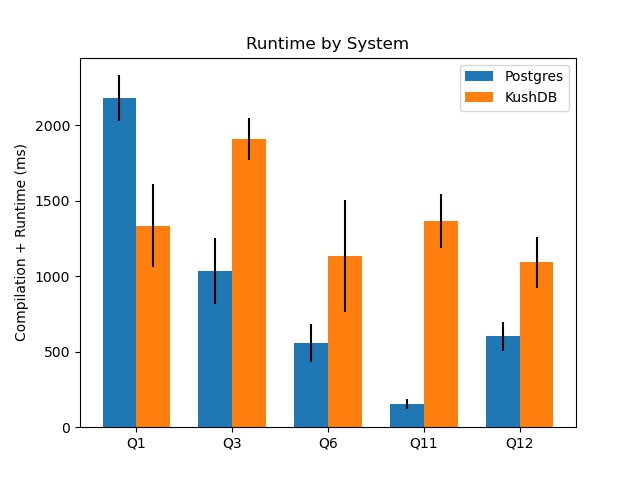 Runtime by System
Postgres
KushDB
Compilation + Runtime (ms)
2000
1500
1000
500
0
Q1 Q3 Q6 Q11 Q12